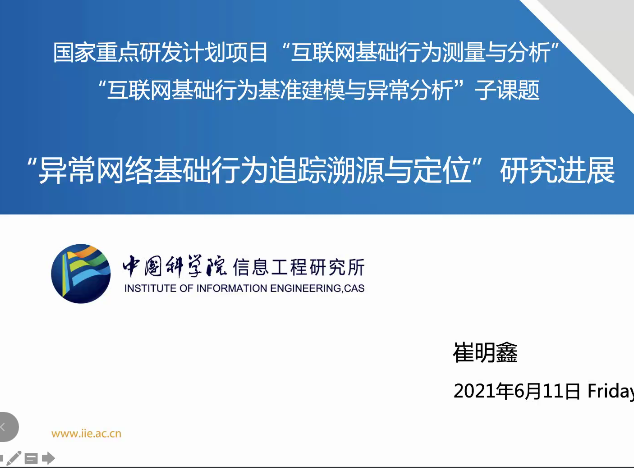 国家重点研发计划项目“互联网基础行为测量与分析”
“互联网基础行为基准建模与异常分析”子课题
“异常网络基础行为追踪溯源与定位”研究进展
中国科学院 信息工程研究所
INSTITUTE OF INFORMATION ENGINEERING,CAS
崔明鑫
2021年6月11日 Friday
www.iie.ac.cn